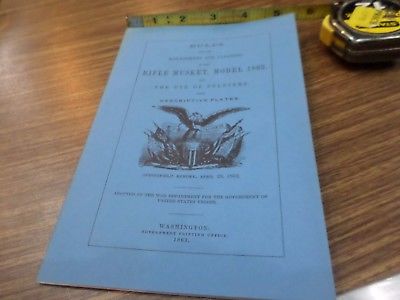 RULES
FOR THE
MANAGEMENT AND CLEANING
OF THE
RIFLE MUSKET, MODEL 1863,
FOR
THE USE OF SOLDIERS.
WITH
DESCRIPTIVE PLATES.
SPRINGFIELD ARMORY, APRIL 25, 1863.
ADOPTED BY THE WAR DEPARTMENT FOR THE GOVERNMENT OF
UNITED STATES TROOPS.
WASHINGTON:
GOVERNMENT PRINTING OFFICE.
1863.